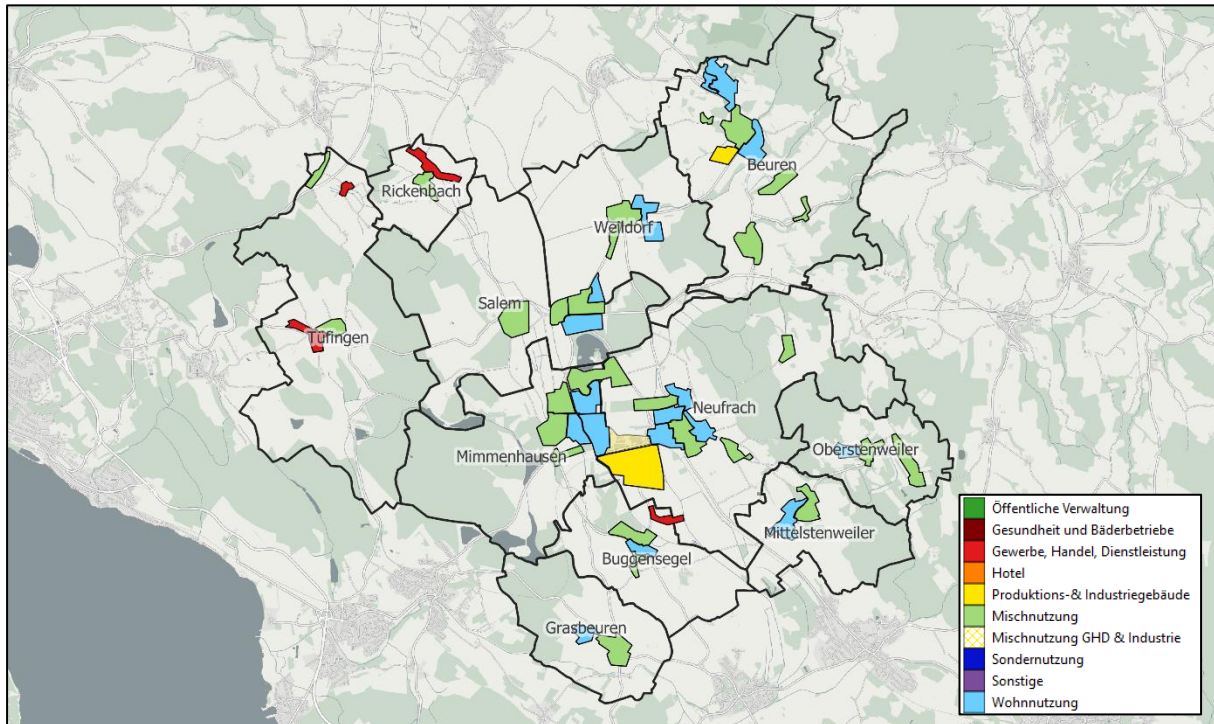 Beuren
Rickenbach
Weildorf
Salem
Tüfingen
Neufrach
Mimmenhausen
Oberstenweiler
Mittelstenweiler
Buggensegel
Grasbeuren
Öffentliche Verwaltung
Gesundheit und Bäderbetriebe
Gewerbe, Handel, Dienstleistung
Hotel
Produktions-& Industriegebäude
Mischnutzung
Mischnutzung GHD & Industrie
Sondernutzung
Sonstige
Wohnnutzung